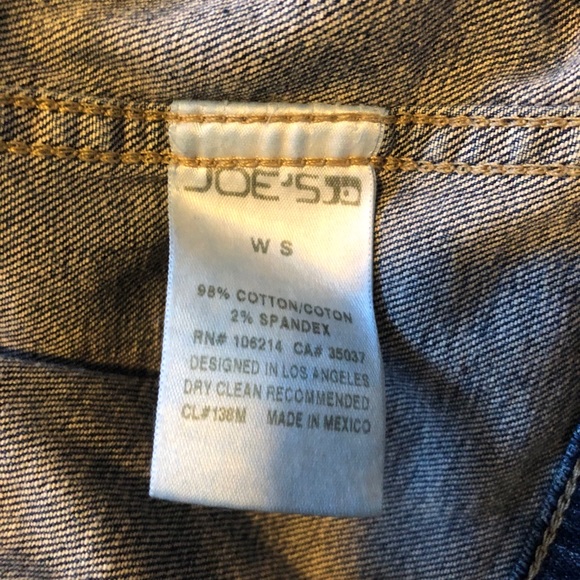 JOE'S
W S
98% COTTON/COTON
2% SPANDEX
RN# 106214 CA# 35037
DESIGNED IN LOS ANGELES
DRY CLEAN RECOMMENDED
CL#138M MADE IN MEXICO